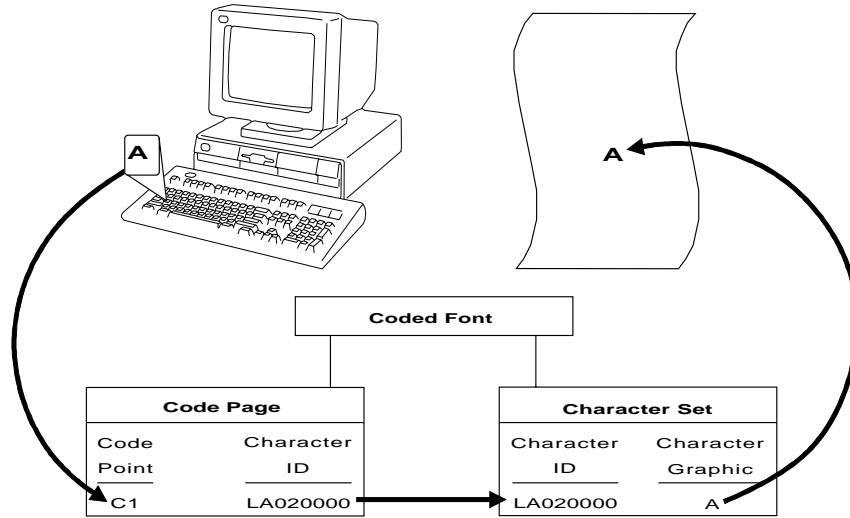 A
A
Coded Font
Code Page
Code Character
Point ID
C1 LA020000
Character Set
Character Character
ID Graphic
LA020000 A